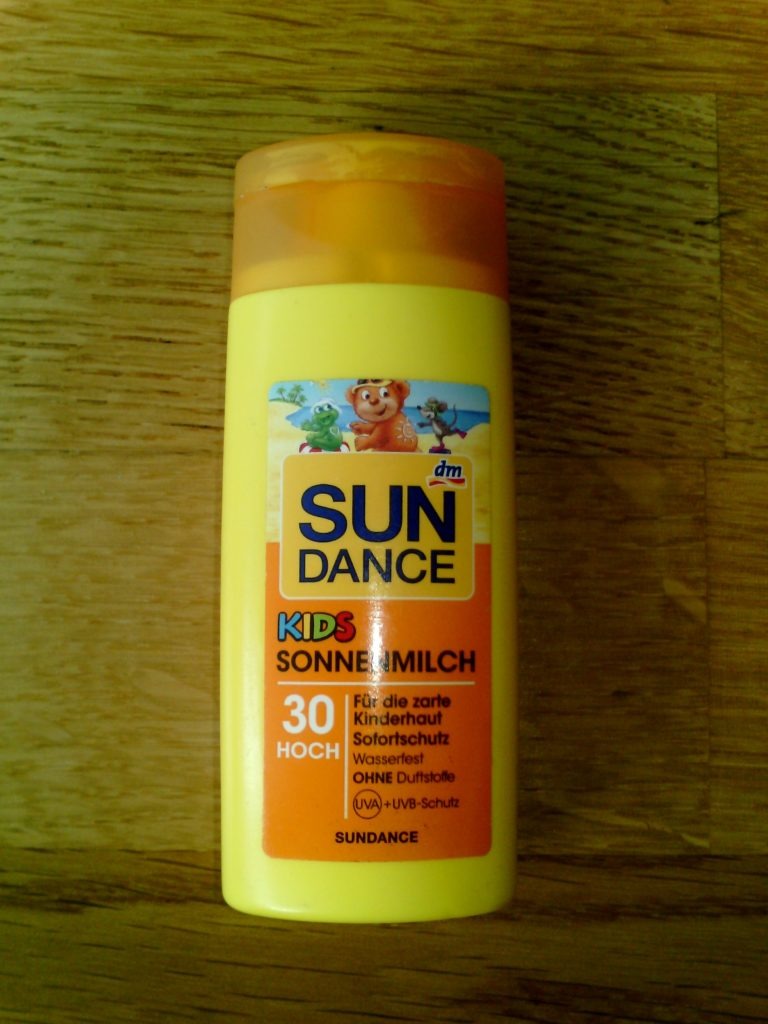 dm
SUN
DANCE
KIDS
SONNENMILCH
30
HOCH
Für die zarte
Kinderhaut
Sofortschutz
Wasserfest
OHNE Duftstoffe
UVA+UVB-Schutz
SUNDANCE